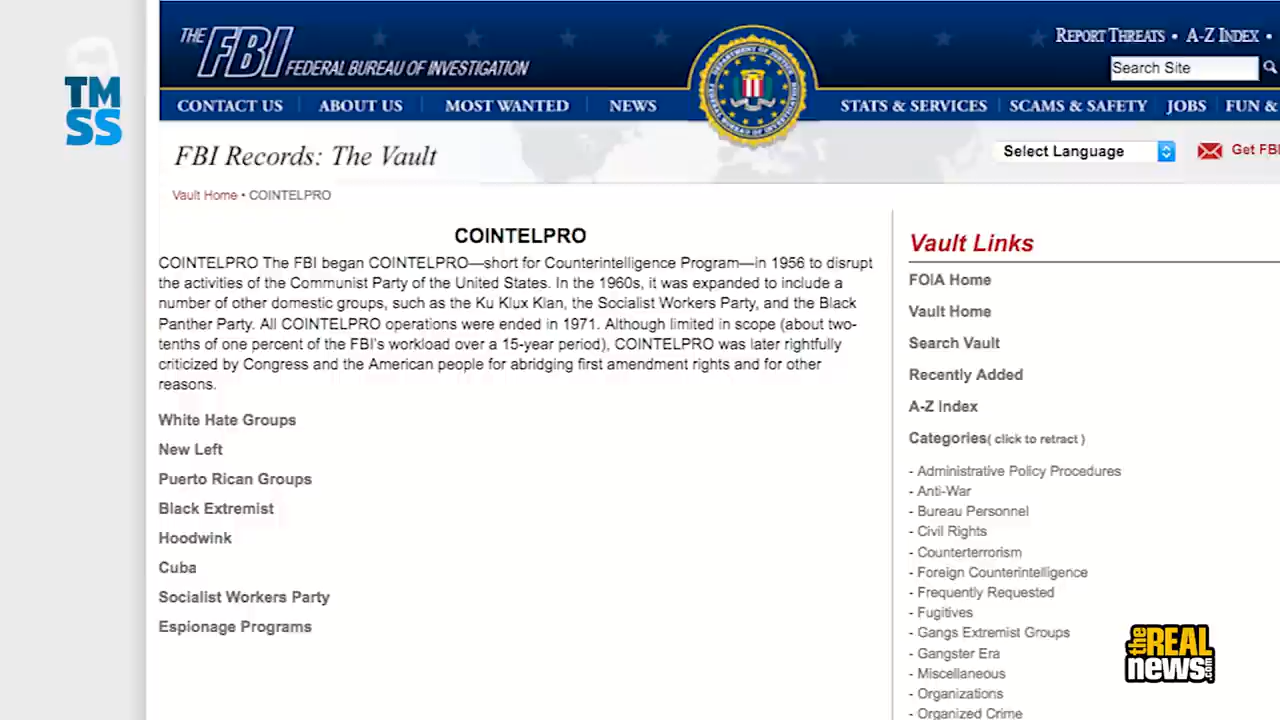 THE FBI FEDERAL BUREAU OF INVESTIGATION
REPORT THREATS • A-Z INDEX •
Search Site
TM
SS
CONTACT US ABOUT US MOST WANTED NEWS STATS & SERVICES SCAMS & SAFETY JOBS FUN &
FBI Records: The Vault
Select Language
Get FBI
Vault Home • COINTELPRO
COINTELPRO
COINTELPRO The FBI began COINTELPRO—short for Counterintelligence Program—in 1956 to disrupt
the activities of the Communist Party of the United States. In the 1960s, it was expanded to include a
number of other domestic groups, such as the Ku Klux Klan, the Socialist Workers Party, and the Black
Panther Party. All COINTELPRO operations were ended in 1971. Although limited in scope (about two-
tenths of one percent of the FBI's workload over a 15-year period), COINTELPRO was later rightfully
criticized by Congress and the American people for abridging first amendment rights and for other
reasons.
White Hate Groups
New Left
Puerto Rican Groups
Black Extremist
Hoodwink
Cuba
Socialist Workers Party
Espionage Programs
Vault Links
FOIA Home
Vault Home
Search Vault
Recently Added
A-Z Index
Categories( click to retract )
- Administrative Policy Procedures
- Anti-War
- Bureau Personnel
- Civil Rights
- Counterterrorism
- Foreign Counterintelligence
- Frequently Requested
- Fugitives
- Gangs Extremist Groups
- Gangster Era
- Miscellaneous
- Organizations
- Organized Crime
the REAL
news.com